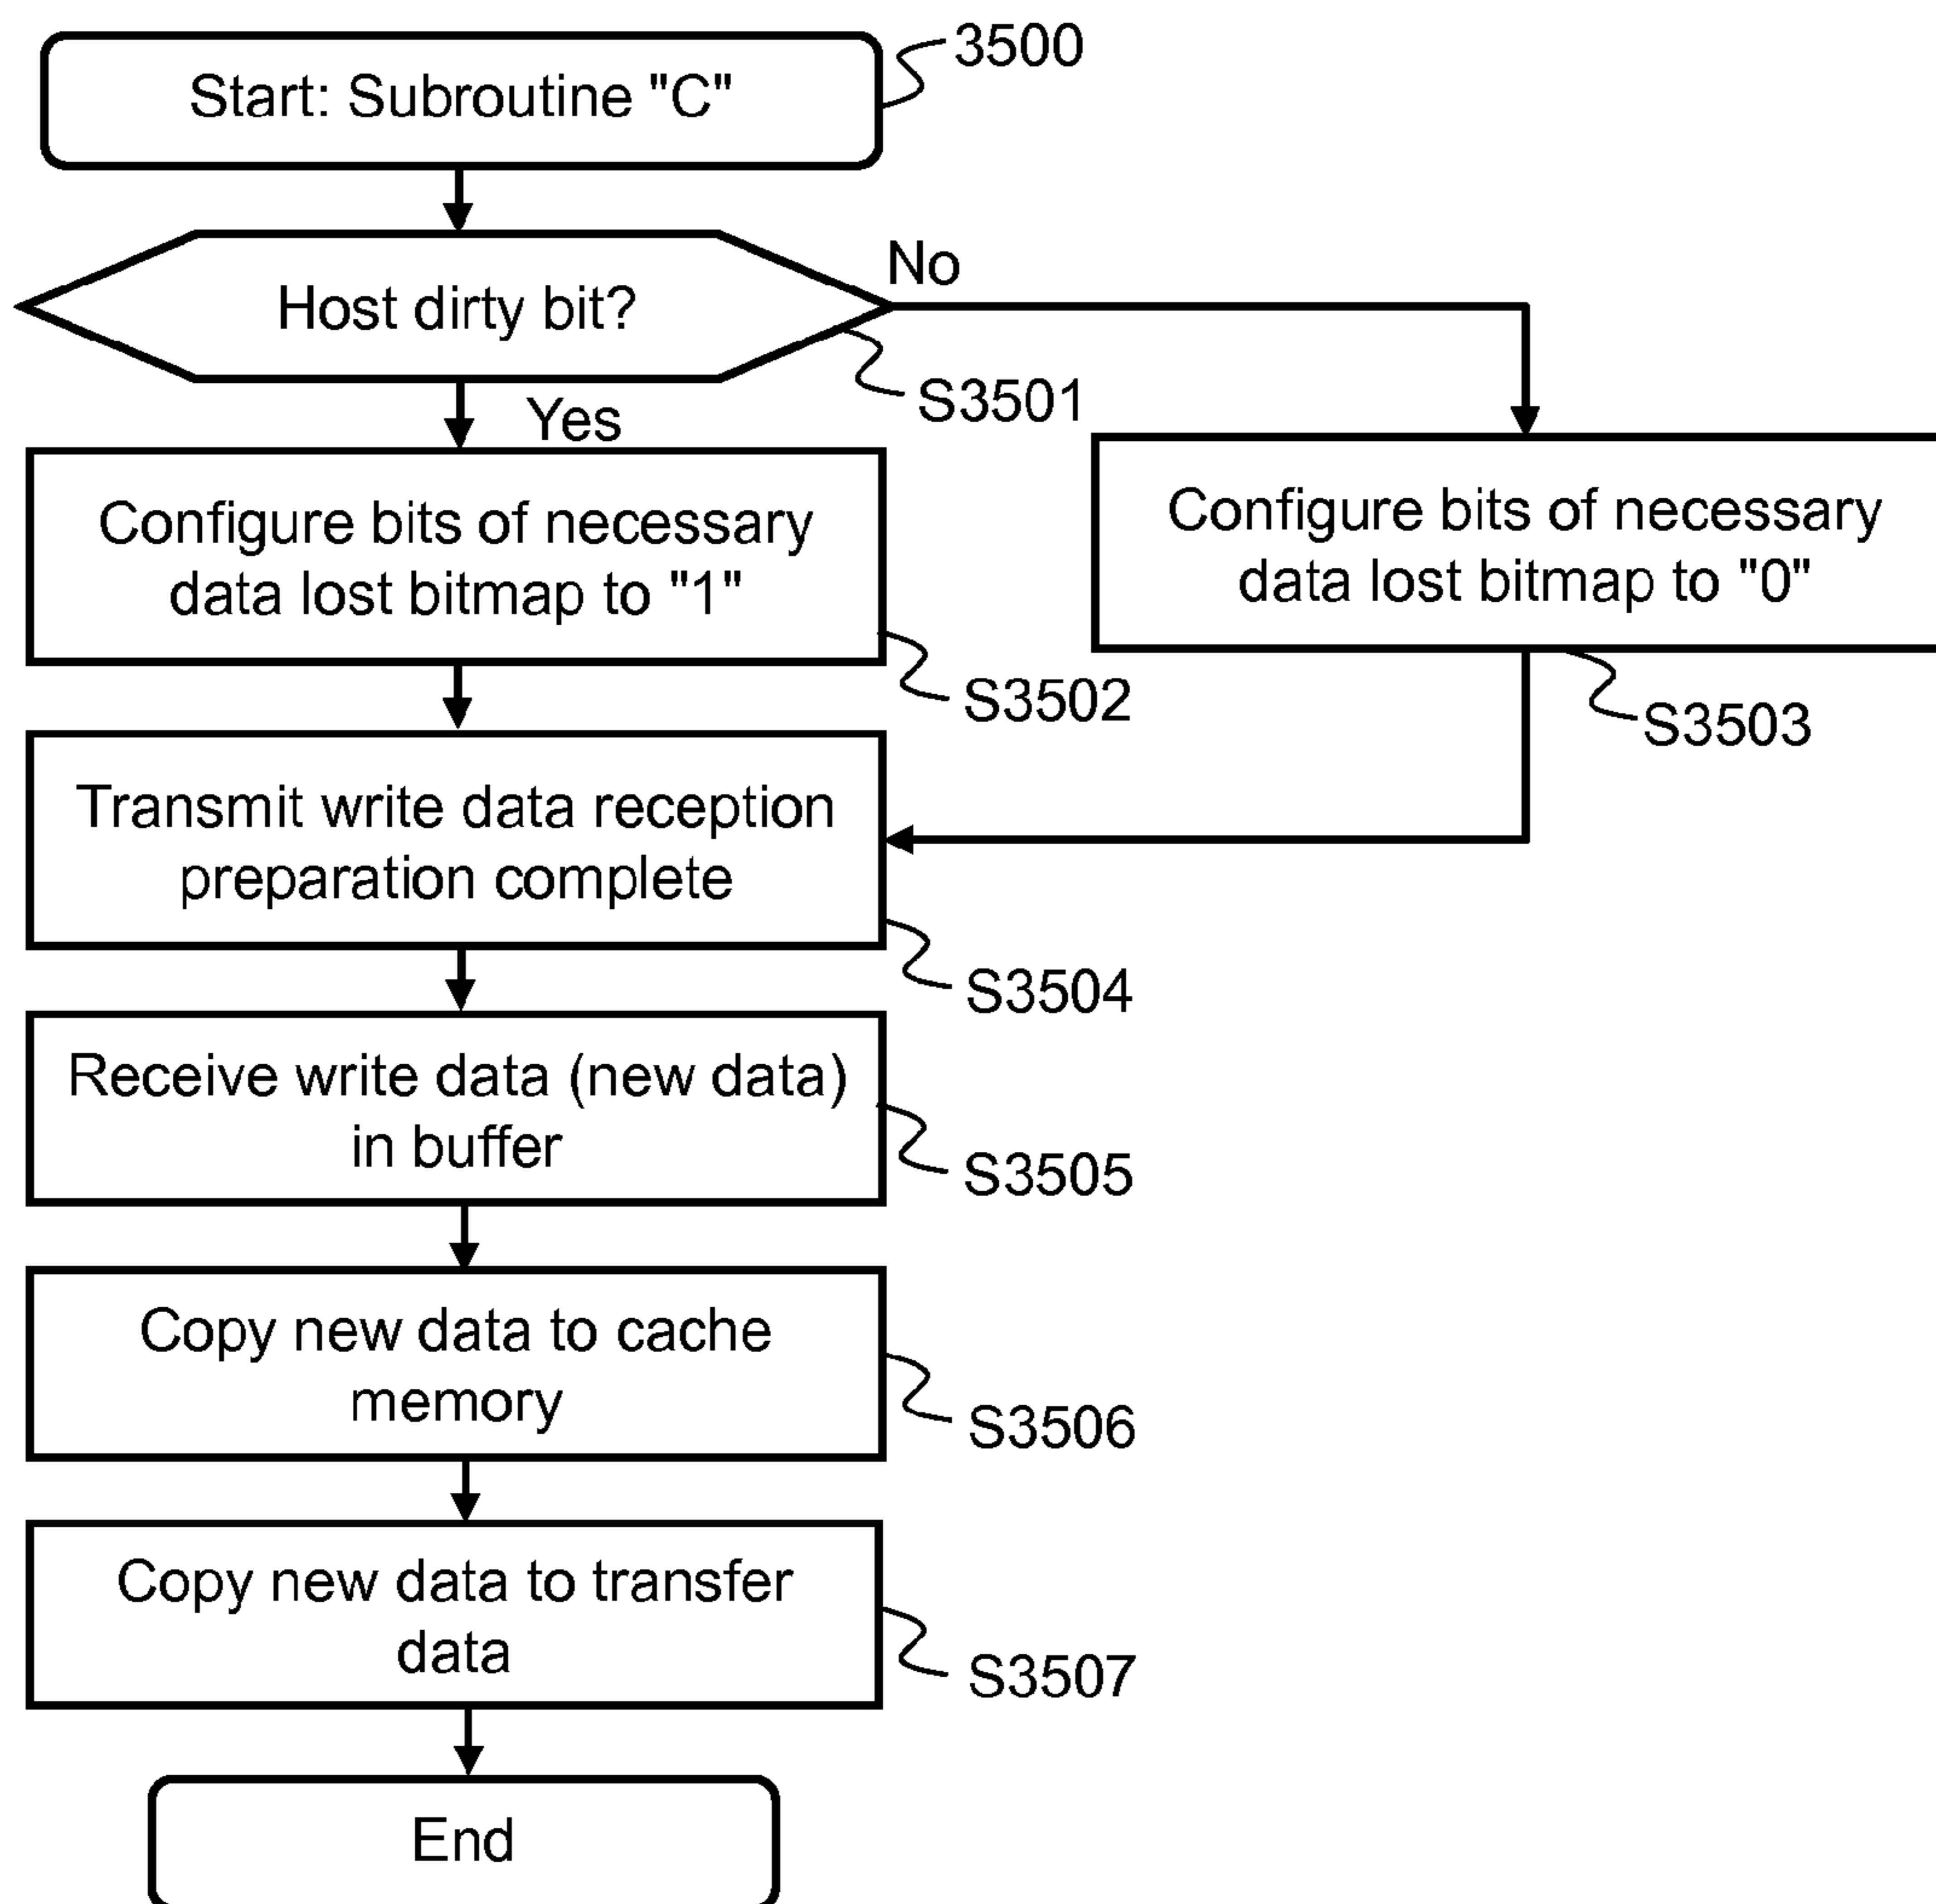 3500
Start: Subroutine "C"
No
Host dirty bit?
S3501
Yes
Configure bits of necessary
data lost bitmap to "1"
Configure bits of necessary
data lost bitmap to "0"
S3502
S3503
Transmit write data reception
preparation complete
S3504
Receive write data (new data)
in buffer
S3505
Copy new data to cache
memory
S3506
Copy new data to transfer
data
S3507
End